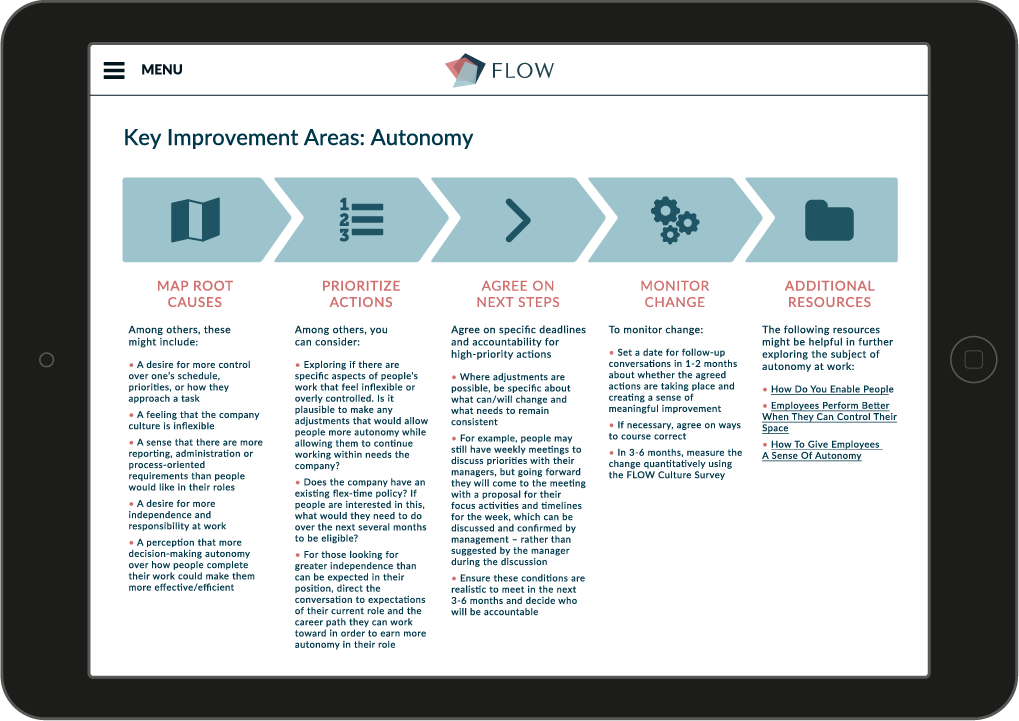 MENU
FLOW
Key Improvement Areas: Autonomy
1
2
3
MAP ROOT
CAUSES
Among others, these
might include:
• A desire for more control
over one's schedule,
priorities, or how they
approach a task
• A feeling that the company
culture is inflexible
• A sense that there are more
reporting, administration or
process-oriented
requirements than people
would like in their roles
• A desire for more
independence and
responsibility at work
• A perception that more
decision-making autonomy
over how people complete
their work could make them
more effective/efficient
PRIORITIZE
ACTIONS
Among others, you
can consider:
• Exploring if there are
specific aspects of people's
work that feel inflexible or
overly controlled. Is it
plausible to make any
adjustments that would allow
people more autonomy while
allowing them to continue
working within needs the
company?
• Does the company have an
existing flex-time policy? If
people are interested in this,
what would they need to do
over the next several months
to be eligible?
• For those looking for
greater independence than
can be expected in their
position, direct the
conversation to expectations
of their current role and the
career path they can work
toward in order to earn more
autonomy in their role
AGREE ON
NEXT STEPS
Agree on specific deadlines
and accountability for
high-priority actions
• Where adjustments are
possible, be specific about
what can/will change and
what needs to remain
consistent
• For example, people may
still have weekly meetings to
discuss priorities with their
managers, but going forward
they will come to the meeting
with a proposal for their
focus activities and timelines
for the week, which can be
discussed and confirmed by
management – rather than
suggested by the manager
during the discussion
• Ensure these conditions are
realistic to meet in the next
3-6 months and decide who
will be accountable
MONITOR
CHANGE
To monitor change:
• Set a date for follow-up
conversations in 1-2 months
about whether the agreed
actions are taking place and
creating a sense of
meaningful improvement
• If necessary, agree on ways
to course correct
• In 3-6 months, measure the
change quantitatively using
the FLOW Culture Survey
ADDITIONAL
RESOURCES
The following resources
might be helpful in further
exploring the subject of
autonomy at work:
• How Do You Enable People
• Employees Perform Better
When They Can Control Their
Space
• How To Give Employees
A Sense Of Autonomy